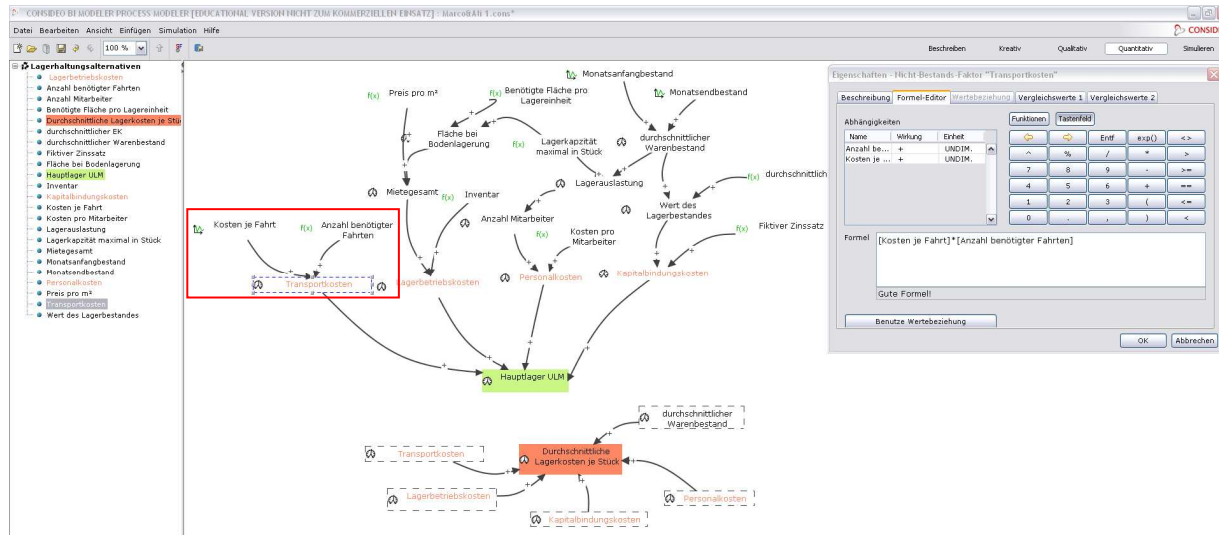 CONSIDEO BI MODELER PROCESS MODELER [EDUCATIONAL VERSION NICHT ZUM KOMMERZIELLEN EINSATZ] : MarcoliAh 1.cons*
Datei Bearbeiten Ansicht Einfügen Simulation Hilfe
CONSID
100 %
Beschreiben Kreativ Qualitativ Quantitativ Simulieren
Lagerhaltungsalternativen
Lagerbetriebskosten
Anzahl benötigter Fahrten
Anzahl Mitarbeiter
Benötigte Fläche pro Lagereinheit
Durchschnittliche Lagerkosten je Stü
durchschnittlicher EK
durchschnittlicher Warenbestand
Fiktiver Zinssatz
Fläche bei Bodenlagerung
Hauptlager ULM
Inventar
Kapitalbindungskosten
Kosten je Fahrt
Kosten pro Mitarbeiter
Lagerauslastung
Lagerkapzität maximal in Stück
Mietegesamt
Monatsanfangbestand
Monatsendbestand
Personalkosten
Preis pro m²
Transportkosten
Wert des Lagerbestandes
Monatsanfangbestand
f(x) Preis pro m²
f(x) Benötigte Fläche pro
Lagereinheit
Monatsendbestand
Fläche bei
Bodenlagerung
f(x) Lagerkapzität
maximal in Stück
durchschnittlicher
Warenbestand
Lagerauslastung
f(x) durchschnittlich
Mietegesamt
f(x) Inventar
Wert des
Lagerbestandes
Anzahl Mitarbeiter
f(x) Kosten pro
Mitarbeiter
f(x) Fiktiver Zinssatz
Kosten je Fahrt
f(x) Anzahl benötigter
Fahrten
Transportkosten
Lagerbetriebskosten
Personalkosten
Kapitalbindungskosten
Hauptlager ULM
durchschnittlicher
Warenbestand
Transportkosten
Durchschnittliche
Lagerkosten je Stück
Lagerbetriebskosten
Personalkosten
Kapitalbindungskosten
Eigenschaften - Nicht-Bestands-Faktor "Transportkosten"
Beschreibung Formel-Editor Wertebeziehung Vergleichswerte 1 Vergleichswerte 2
Abhängigkeiten
Funktionen Tastenfeld
Name Wirkung Einheit
Anzahl be... + UNDIM.
Kosten je ... + UNDIM.
Entf exp() <>
^ % / * >
7 8 9 - >=
4 5 6 + ==
1 2 3 ( <=
0 . , ) <
Formel
[Kosten je Fahrt]*[Anzahl benötigter Fahrten]
Gute Formel!
Benutze Wertebeziehung
OK Abbrechen